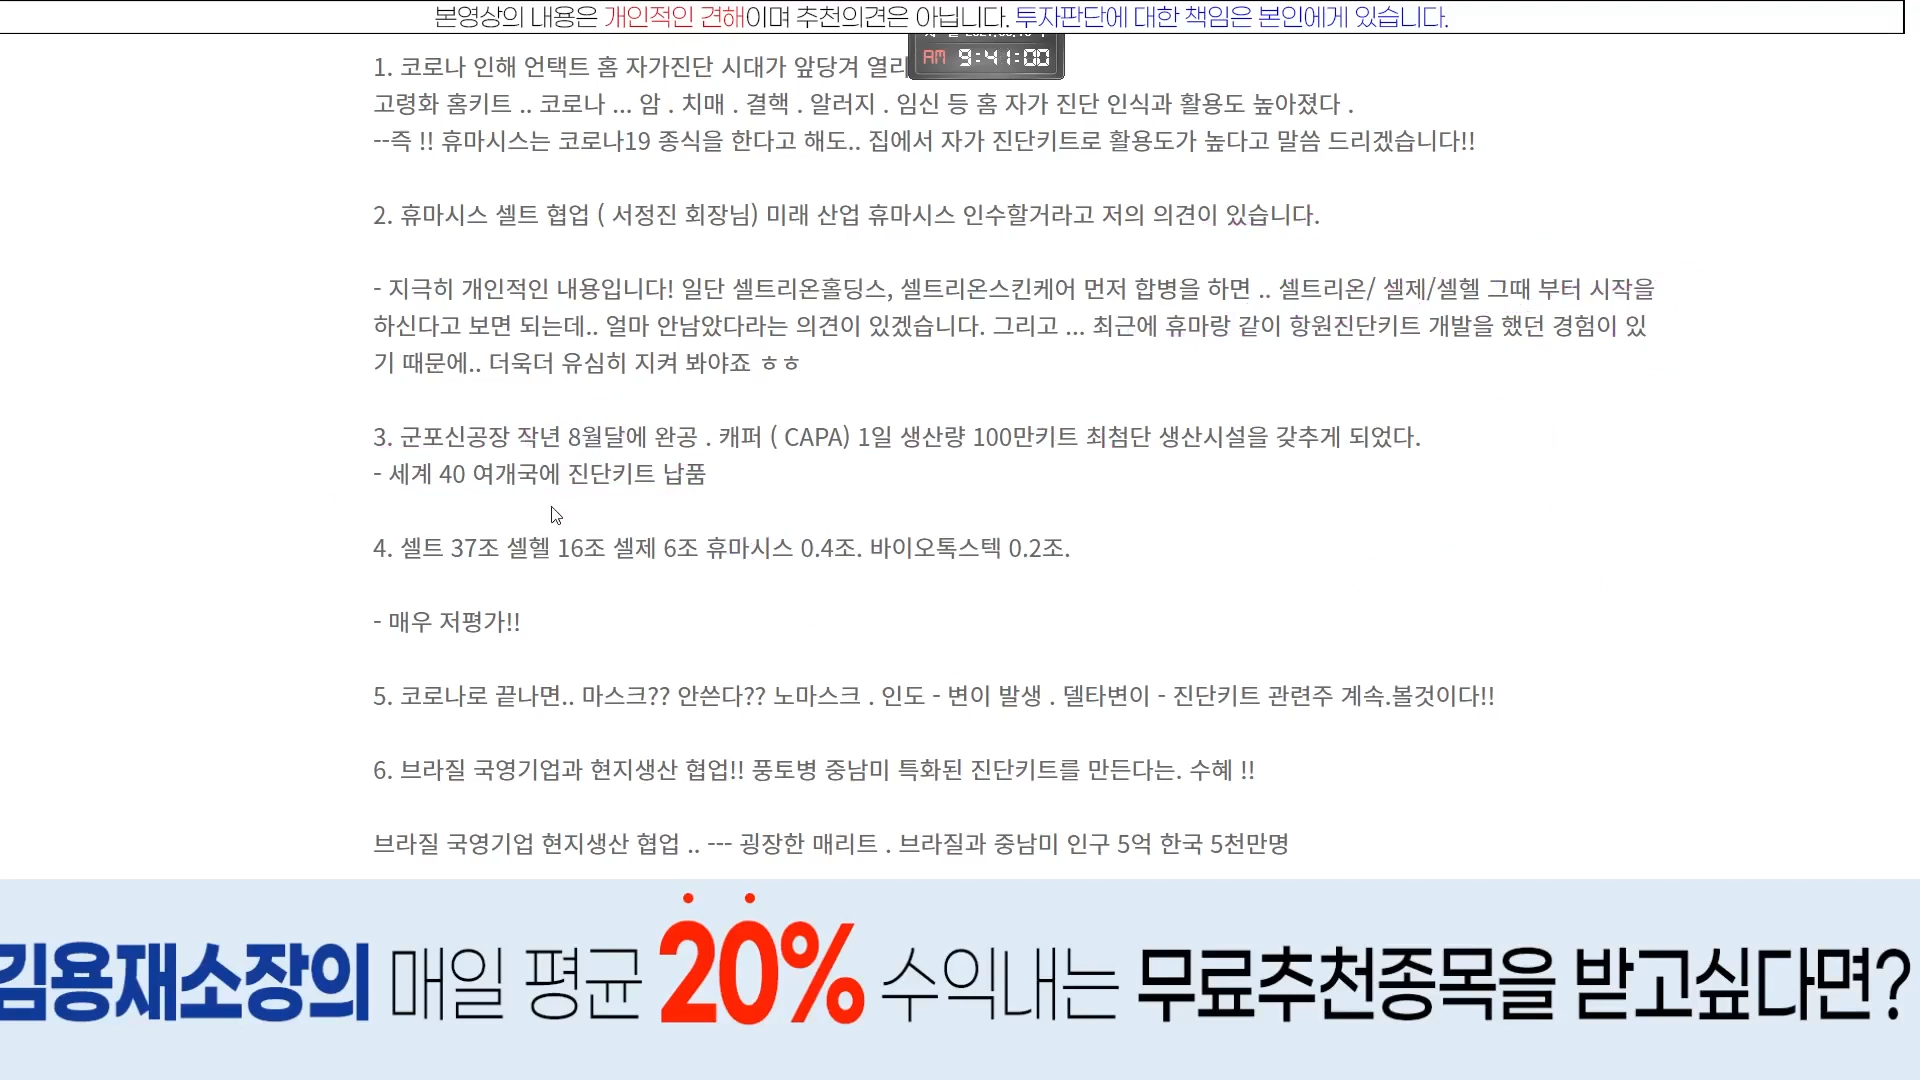 본영상의 내용은 개인적인 견해이며 추천의견은 아닙니다. 투자판단에 대한 책임은 본인에게 있습니다.
AM 9:41:00
1. 코로나 인해 언택트 홈 자가진단 시대가 앞당겨 열리
고령화 홈키트 .. 코로나 ... 암 . 치매 . 결핵 . 알러지 . 임신 등 홈 자가 진단 인식과 활용도 높아졌다 .
--즉 !! 휴마시스는 코로나19 종식을 한다고 해도.. 집에서 자가 진단키트로 활용도가 높다고 말씀 드리겠습니다!!
2. 휴마시스 셀트 협업 ( 서정진 회장님) 미래 산업 휴마시스 인수할거라고 저의 의견이 있습니다.
- 지극히 개인적인 내용입니다! 일단 셀트리온홀딩스, 셀트리온스킨케어 먼저 합병을 하면 .. 셀트리온/ 셀제/셀헬 그때 부터 시작을
하신다고 보면 되는데.. 얼마 안남았다라는 의견이 있겠습니다. 그리고 ... 최근에 휴마랑 같이 항원진단키트 개발을 했던 경험이 있
기 때문에.. 더욱더 유심히 지켜 봐야죠 ㅎㅎ
3. 군포신공장 작년 8월달에 완공 . 캐퍼 ( CAPA) 1일 생산량 100만키트 최첨단 생산시설을 갖추게 되었다.
- 세계 40 여개국에 진단키트 납품
4. 셀트 37조 셀헬 16조 셀제 6조 휴마시스 0.4조. 바이오톡스텍 0.2조.
- 매우 저평가!!
5. 코로나로 끝나면.. 마스크?? 안쓴다?? 노마스크 . 인도 - 변이 발생 . 델타변이 - 진단키트 관련주 계속.볼것이다!!
6. 브라질 국영기업과 현지생산 협업!! 풍토병 중남미 특화된 진단키트를 만든다는. 수혜 !!
브라질 국영기업 현지생산 협업 .. --- 굉장한 매리트 . 브라질과 중남미 인구 5억 한국 5천만명
김용재소장의 매일 평균 20% 수익내는 무료추천종목을 받고싶다면?